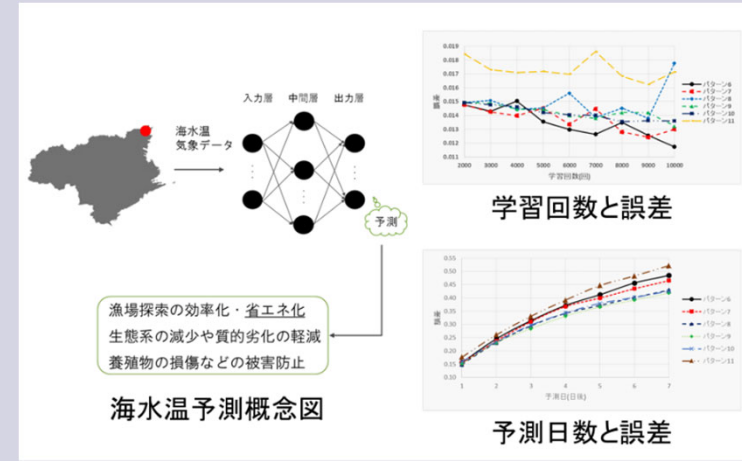 入力層 中間層 出力層
海水温
気象データ
予測
漁場探索の効率化・省エネ化
生態系の減少や質的劣化の軽減
養殖物の損傷などの被害防止
海水温予測概念図
0.019
0.018
0.017
0.016
0.015
0.014
0.013
0.012
0.011
誤差
2000 3000 4000 5000 6000 7000 8000 9000 10000
学習回数(回)
パターン6
パターン7
パターン8
パターン9
パターン10
パターン11
学習回数と誤差
0.55
0.50
0.45
0.40
0.35
0.30
0.25
0.20
0.15
0.10
誤差
1 2 3 4 5 6 7
予測日(日後)
パターン6
パターン7
パターン8
パターン9
パターン10
パターン11
予測日数と誤差